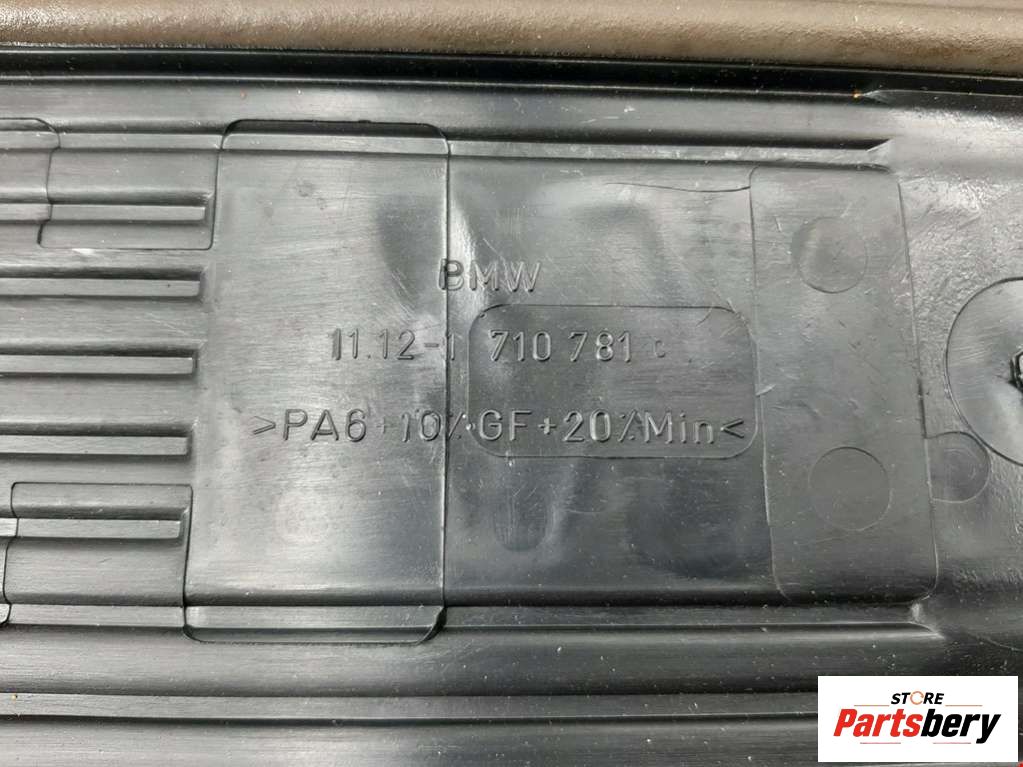 BMW
11.12-1 710 781 c
>PA6+10%GF+20%Min<
STORE
Partsbery